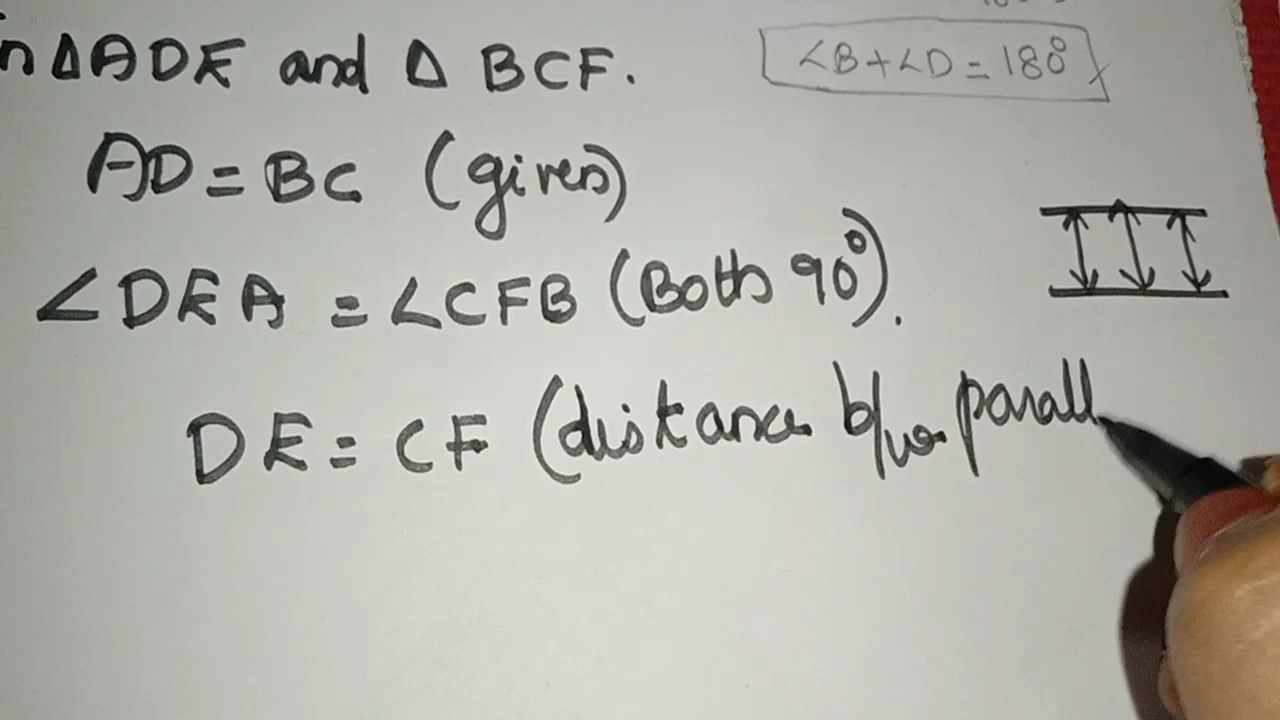 In ΔADE and Δ BCF.
∠B+∠D=180°
AD=BC (given)
∠DEA = ∠CFB (Both 90°).
DE = CF (distance b/w parall